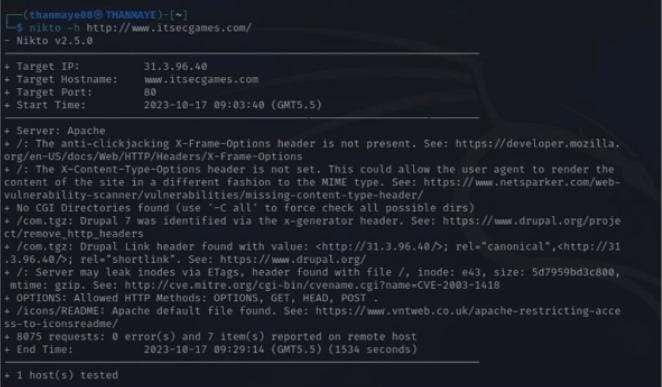 (thanmaye08㉿THANMAYE)-[~]
$ nikto -h http://www.itsecgames.com/
- Nikto v2.5.0
+ Target IP: 31.3.96.40
+ Target Hostname: www.itsecgames.com
+ Target Port: 80
+ Start Time: 2023-10-17 09:03:40 (GMT5.5)
+ Server: Apache
+ /: The anti-clickjacking X-Frame-Options header is not present. See: https://developer.mozilla.
org/en-US/docs/Web/HTTP/Headers/X-Frame-Options
+ /: The X-Content-Type-Options header is not set. This could allow the user agent to render the
content of the site in a different fashion to the MIME type. See: https://www.netsparker.com/web-
vulnerability-scanner/vulnerabilities/missing-content-type-header/
+ No CGI Directories found (use '-C all' to force check all possible dirs)
+ /com.tgz: Drupal 7 was identified via the x-generator header. See: https://www.drupal.org/proje
ct/remove_http_headers
+ /com.tgz: Drupal Link header found with value: <http://31.3.96.40/>; rel="canonical",<http://31
.3.96.40/>; rel="shortlink". See: https://www.drupal.org/
+ /: Server may leak inodes via ETags, header found with file /, inode: e43, size: 5d7959bd3c800,
mtime: gzip. See: http://cve.mitre.org/cgi-bin/cvename.cgi?name=CVE-2003-1418
+ OPTIONS: Allowed HTTP Methods: OPTIONS, GET, HEAD, POST .
+ /icons/README: Apache default file found. See: https://www.vntweb.co.uk/apache-restricting-acce
ss-to-iconsreadme/
+ 8075 requests: 0 error(s) and 7 item(s) reported on remote host
+ End Time: 2023-10-17 09:29:14 (GMT5.5) (1534 seconds)
+ 1 host(s) tested